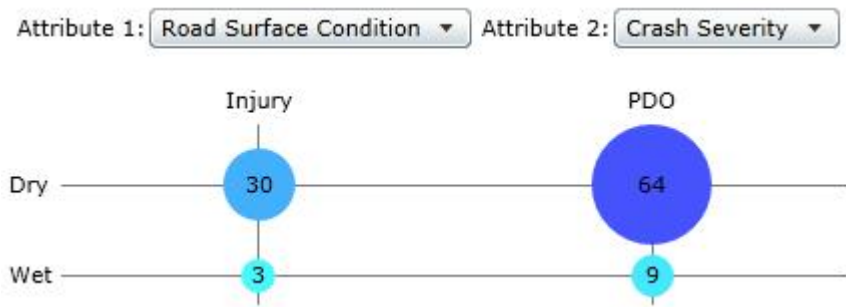 Attribute 1: Road Surface Condition Attribute 2: Crash Severity
Injury PDO
Dry 30 64
Wet 3 9